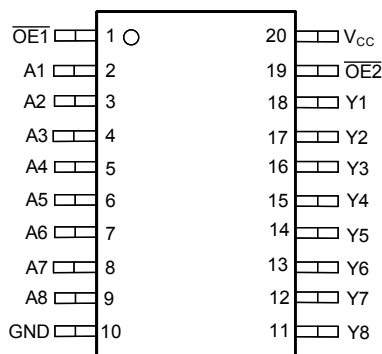 O̅E̅1̅ 1 20 VCC
A1 2 19 O̅E̅2̅
A2 3 18 Y1
A3 4 17 Y2
A4 5 16 Y3
A5 6 15 Y4
A6 7 14 Y5
A7 8 13 Y6
A8 9 12 Y7
GND 10 11 Y8